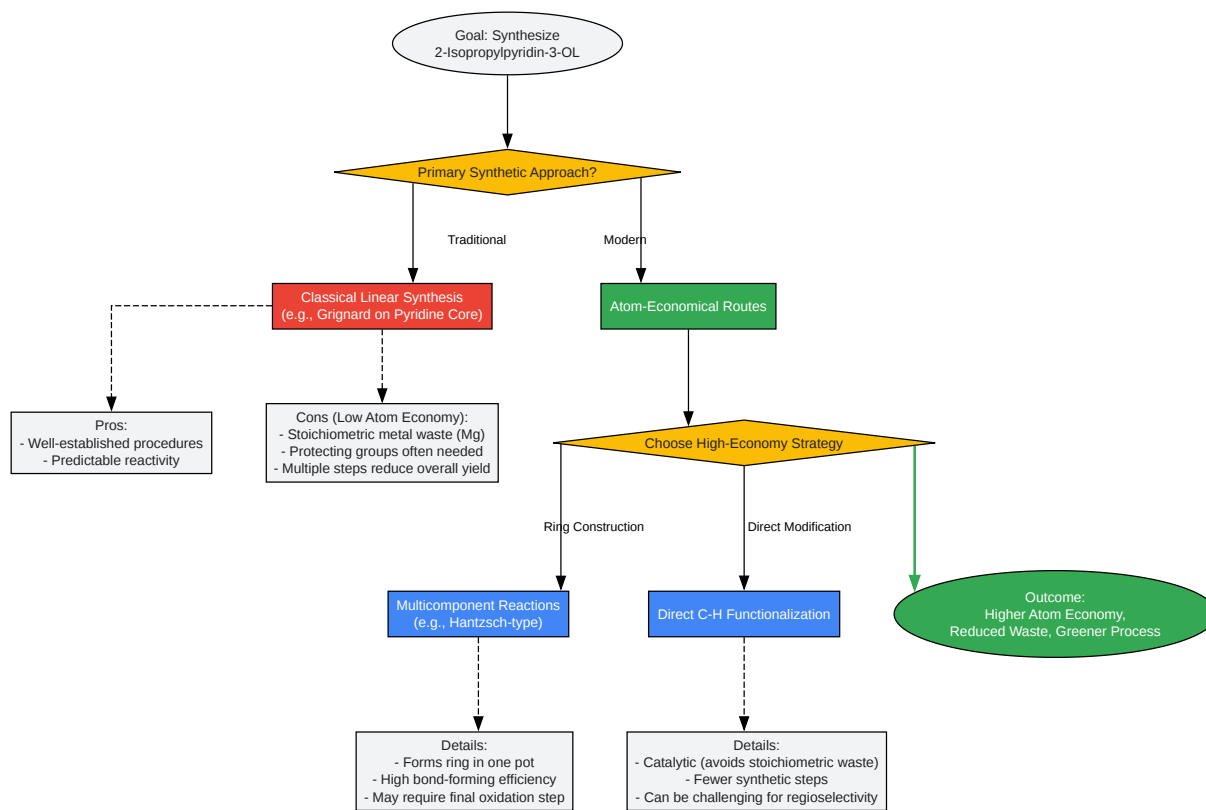 Goal: Synthesize
2-Isopropylpyridin-3-OL
Primary Synthetic Approach?
Traditional
Modern
Classical Linear Synthesis
(e.g., Grignard on Pyridine Core)
Atom-Economical Routes
Pros:
- Well-established procedures
- Predictable reactivity
Cons (Low Atom Economy):
- Stoichiometric metal waste (Mg)
- Protecting groups often needed
- Multiple steps reduce overall yield
Choose High-Economy Strategy
Ring Construction
Direct Modification
Multicomponent Reactions
(e.g., Hantzsch-type)
Direct C-H Functionalization
Outcome:
Higher Atom Economy,
Reduced Waste, Greener Process
Details:
- Forms ring in one pot
- High bond-forming efficiency
- May require final oxidation step
Details:
- Catalytic (avoids stoichiometric waste)
- Fewer synthetic steps
- Can be challenging for regioselectivity